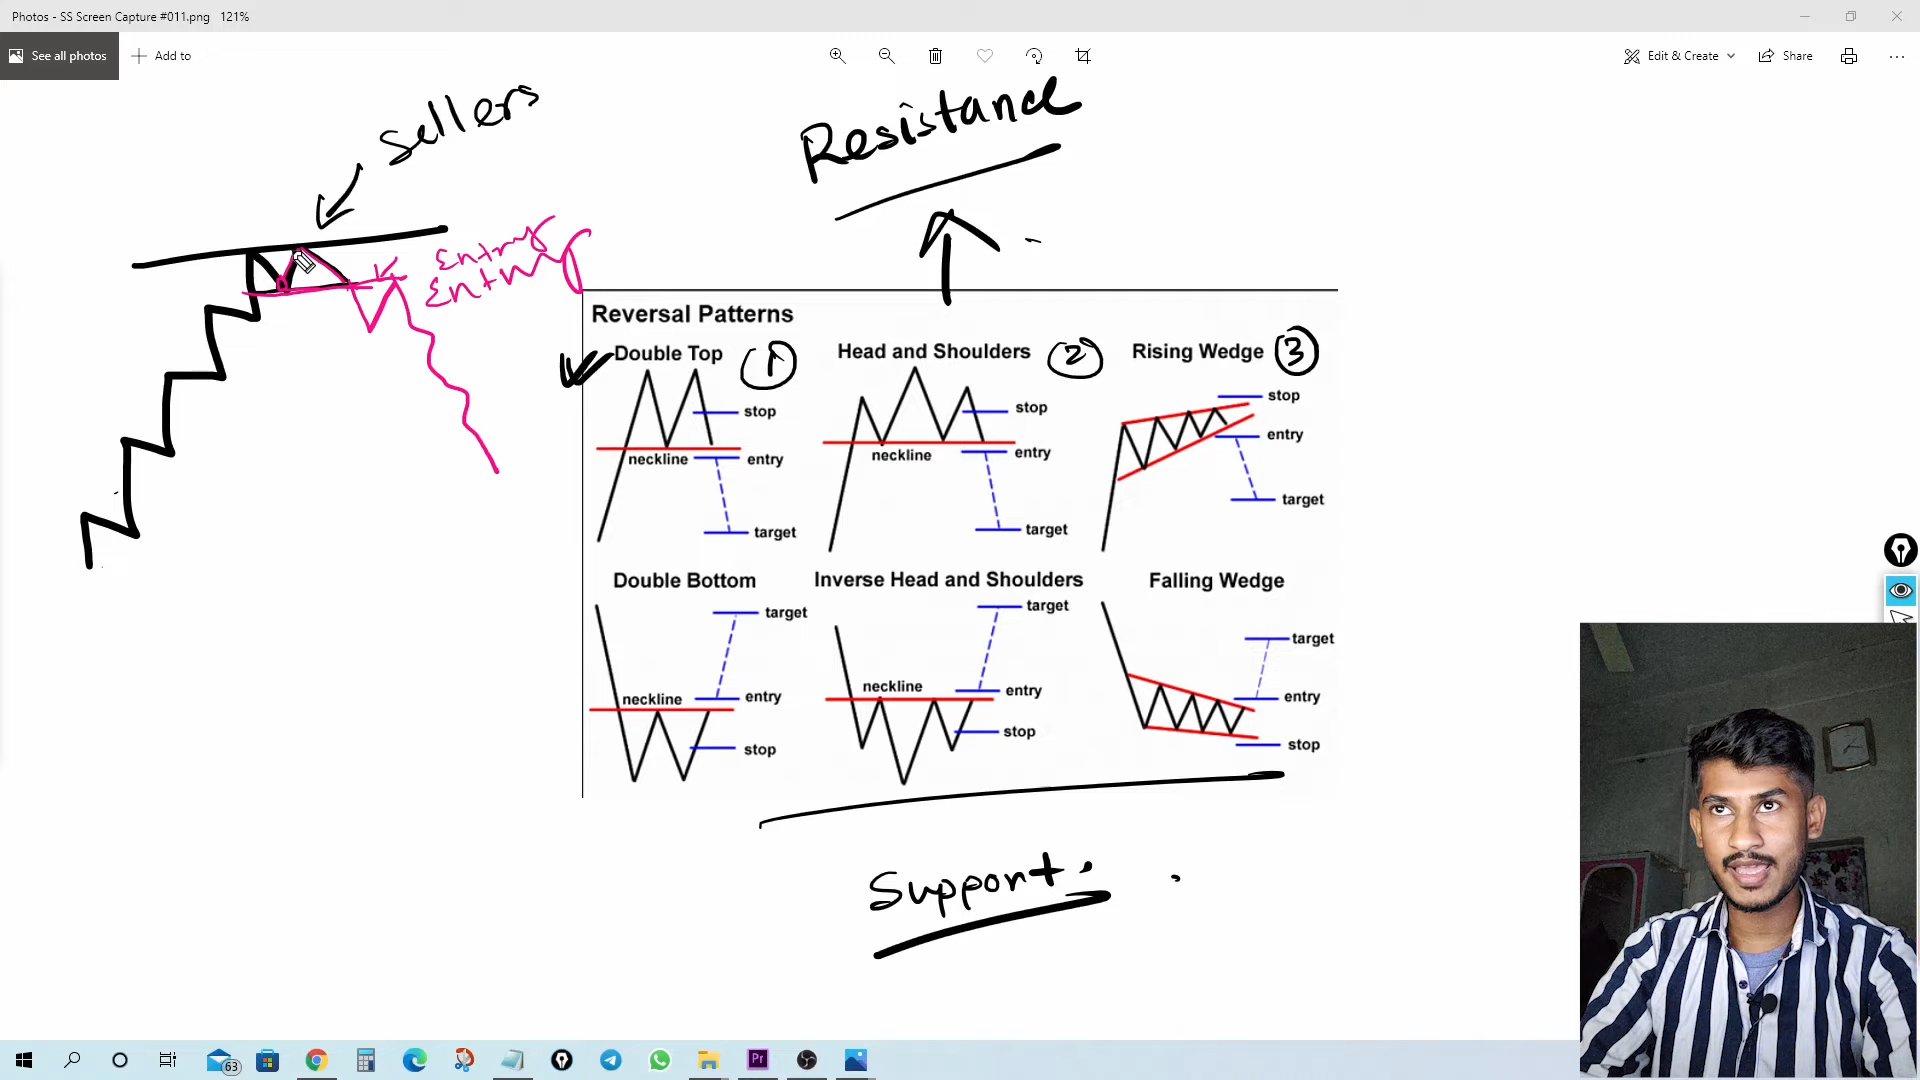 Photos - SS Screen Capture #011.png 121%
See all photos
Add to
Edit & Create
Share
Sellers
Resistance
Entry
Entry
Reversal Patterns
Double Top
1
stop
neckline
entry
target
Head and Shoulders
2
stop
neckline
entry
target
Rising Wedge
3
stop
entry
target
Double Bottom
target
neckline
entry
stop
Inverse Head and Shoulders
target
neckline
entry
stop
Falling Wedge
target
entry
stop
Support.
63
Pr